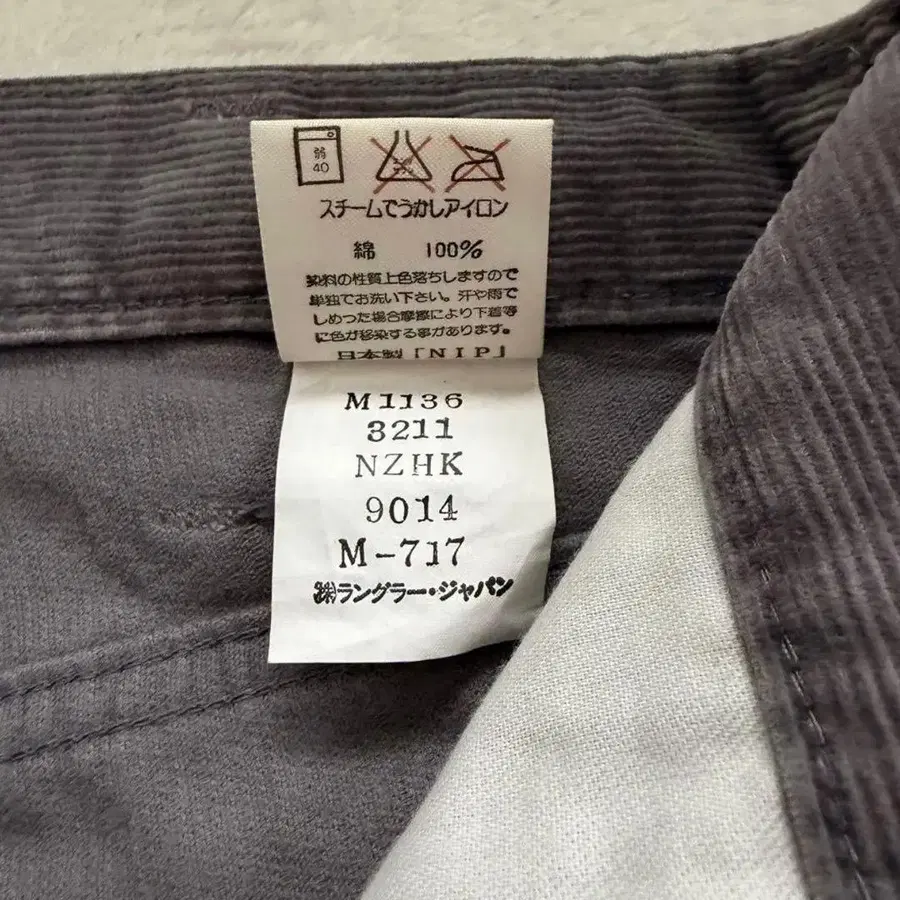 弱
40
スチームでうかしアイロン
綿 100%
染料の性質上色落ちしますので
単独でお洗い下さい。汗や雨で
しめつた場合摩擦により下着等
に色が移染する事があります。
日本製「NIP」
M1136
3211
NZHK
9014
M-717
㈱ラングラー・ジャパン